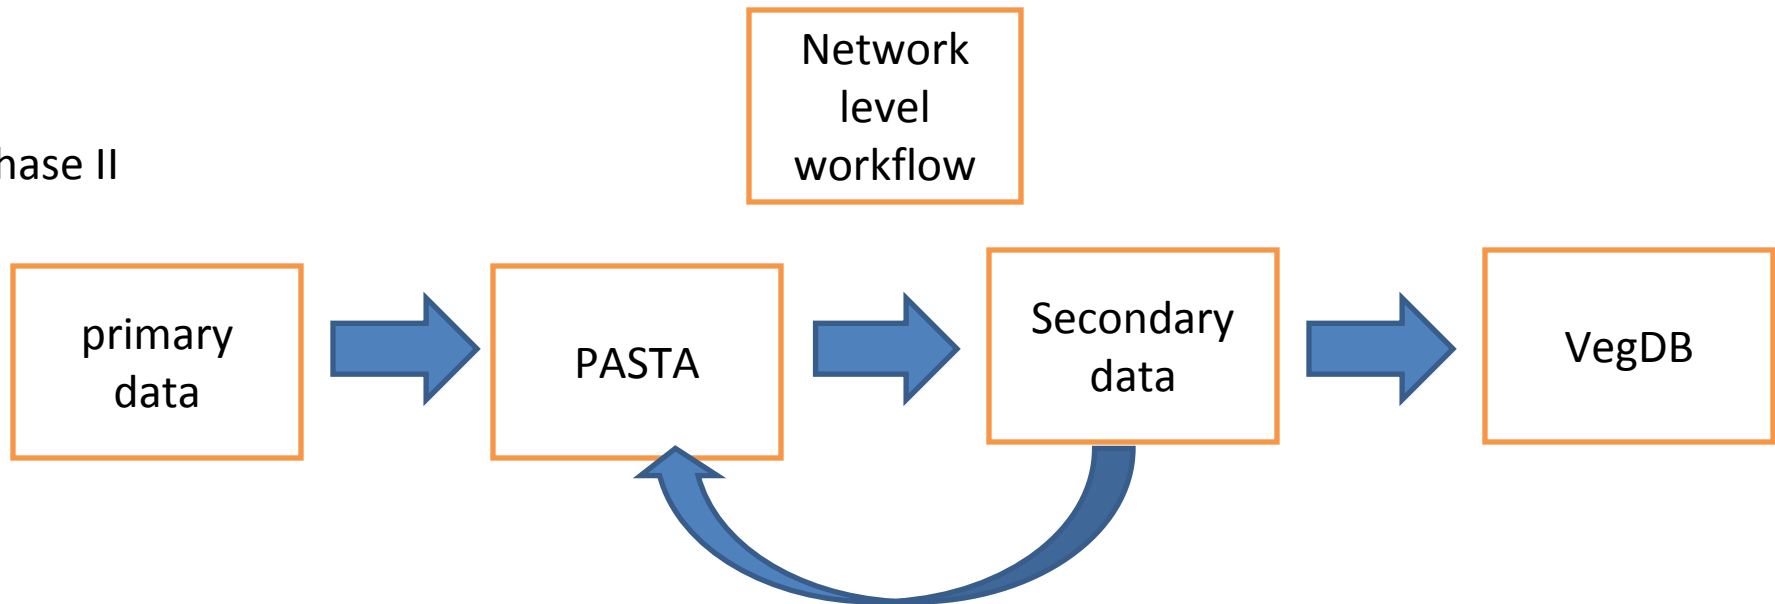 Network
level
workflow
hase II
primary
data
PASTA
Secondary
data
VegDB